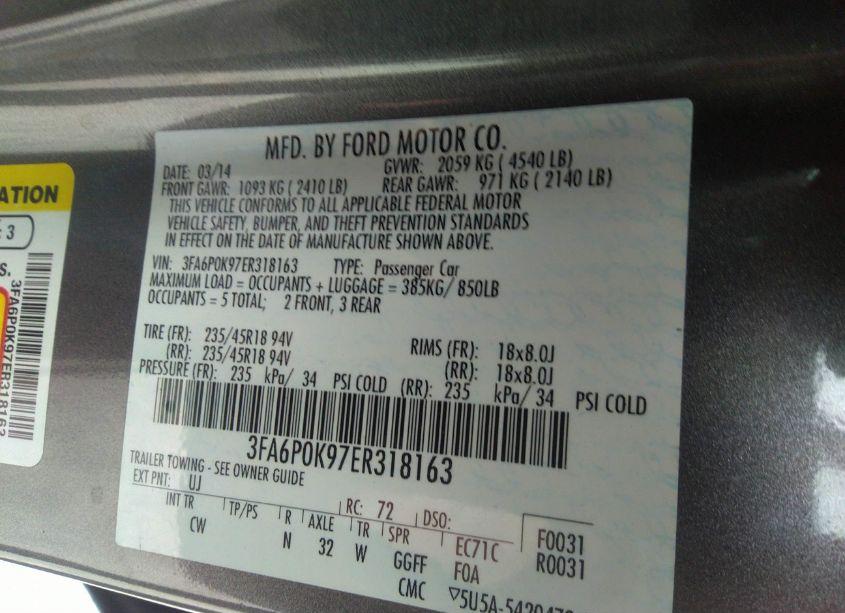 MFD. BY FORD MOTOR CO.
DATE: 03/14 GVWR: 2059 KG ( 4540 LB)
FRONT GAWR: 1093 KG ( 2410 LB) REAR GAWR: 971 KG ( 2140 LB)
THIS VEHICLE CONFORMS TO ALL APPLICABLE FEDERAL MOTOR
VEHICLE SAFETY, BUMPER, AND THEFT PREVENTION STANDARDS
IN EFFECT ON THE DATE OF MANUFACTURE SHOWN ABOVE.
VIN: 3FA6P0K97ER318163 TYPE: Passenger Car
MAXIMUM LOAD = OCCUPANTS + LUGGAGE = 385KG/ 850LB
OCCUPANTS = 5 TOTAL; 2 FRONT, 3 REAR
TIRE (FR): 235/45R18 94V RIMS (FR): 18x8.0J
(RR): 235/45R18 94V (RR): 18x8.0J
PRESSURE (FR): 235 kPa/ 34 PSI COLD (RR): 235 kPa/ 34 PSI COLD
3FA6P0K97ER318163
TRAILER TOWING - SEE OWNER GUIDE
EXT PNT: UJ RC: 72 DSO:
INT TR TP/PS R AXLE TR SPR EC71C F0031
CW N 32 W GGFF F0A R0031
CMC
ATION
3
S.
3FA6P0K97ER318163